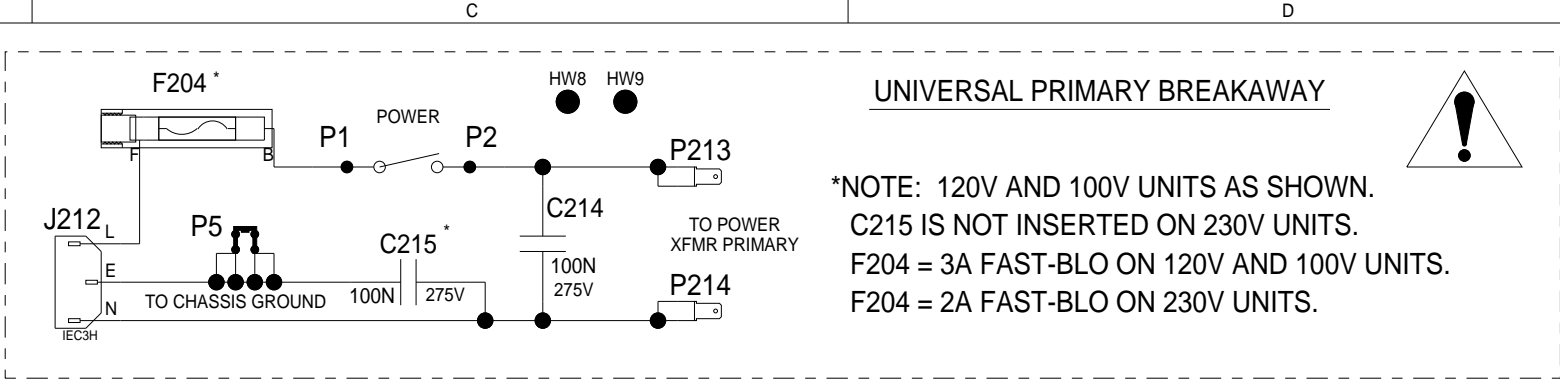 C
D
F204 *
HW8
HW9
UNIVERSAL PRIMARY BREAKAWAY
P1
POWER
P2
F
B
P213
*NOTE: 120V AND 100V UNITS AS SHOWN.
C215 IS NOT INSERTED ON 230V UNITS.
F204 = 3A FAST-BLO ON 120V AND 100V UNITS.
F204 = 2A FAST-BLO ON 230V UNITS.
J212
L
P5
C215 *
C214
TO POWER
XFMR PRIMARY
E
100N
275V
TO CHASSIS GROUND
100N
275V
P214
N
IEC3H